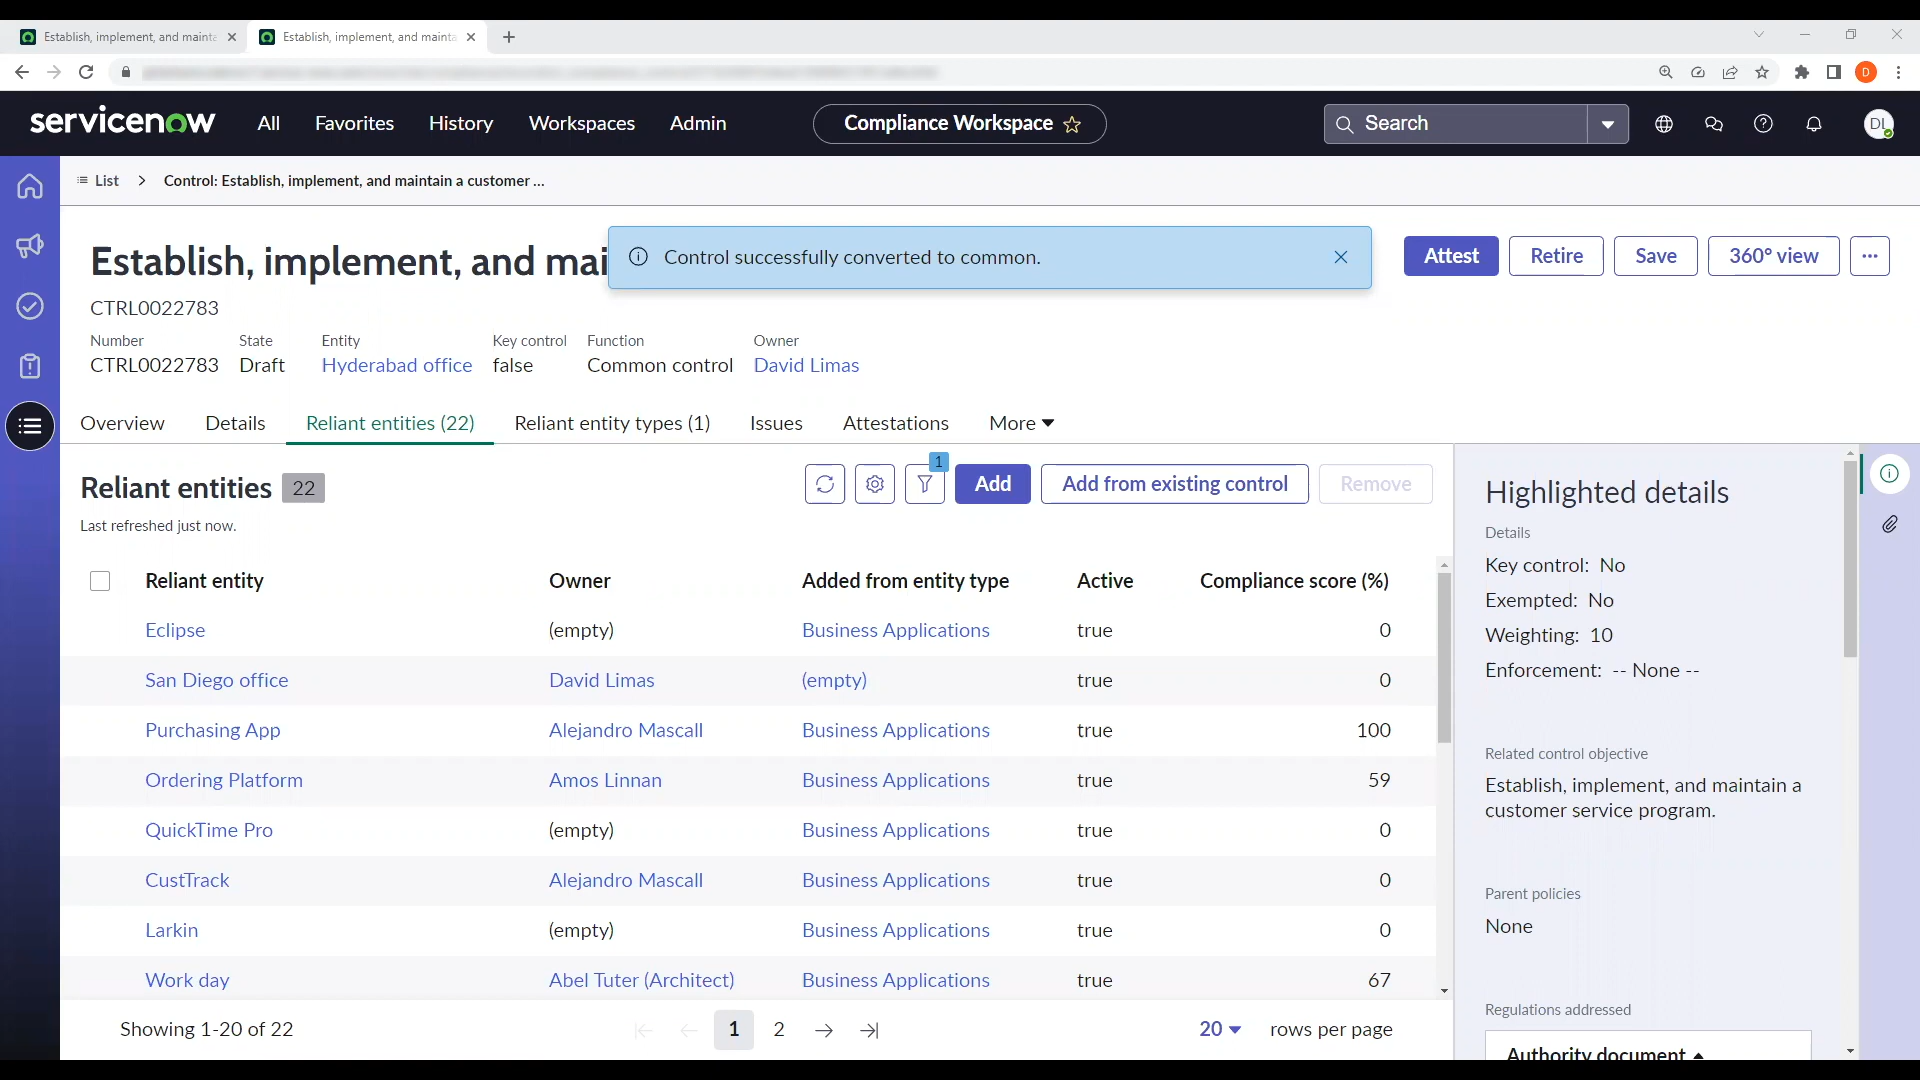 Establish, implement, and mainta
Establish, implement, and mainta
D
servicenow
All
Favorites
History
Workspaces
Admin
Compliance Workspace
Search
DL
List
Control: Establish, implement, and maintain a customer ...
Establish, implement, and mai
Control successfully converted to common.
Attest
Retire
Save
360° view
CTRL0022783
Number State Entity Key control Function Owner
CTRL0022783 Draft Hyderabad office false Common control David Limas
Overview Details Reliant entities (22) Reliant entity types (1) Issues Attestations More
Reliant entities 22
1
Add
Add from existing control
Remove
Last refreshed just now.
Reliant entity Owner Added from entity type Active Compliance score (%)
Eclipse (empty) Business Applications true 0
San Diego office David Limas (empty) true 0
Purchasing App Alejandro Mascall Business Applications true 100
Ordering Platform Amos Linnan Business Applications true 59
QuickTime Pro (empty) Business Applications true 0
CustTrack Alejandro Mascall Business Applications true 0
Larkin (empty) Business Applications true 0
Work day Abel Tuter (Architect) Business Applications true 67
Showing 1-20 of 22
1 2
20 rows per page
Highlighted details
Details
Key control: No
Exempted: No
Weighting: 10
Enforcement: -- None --
Related control objective
Establish, implement, and maintain a
customer service program.
Parent policies
None
Regulations addressed
Authority document